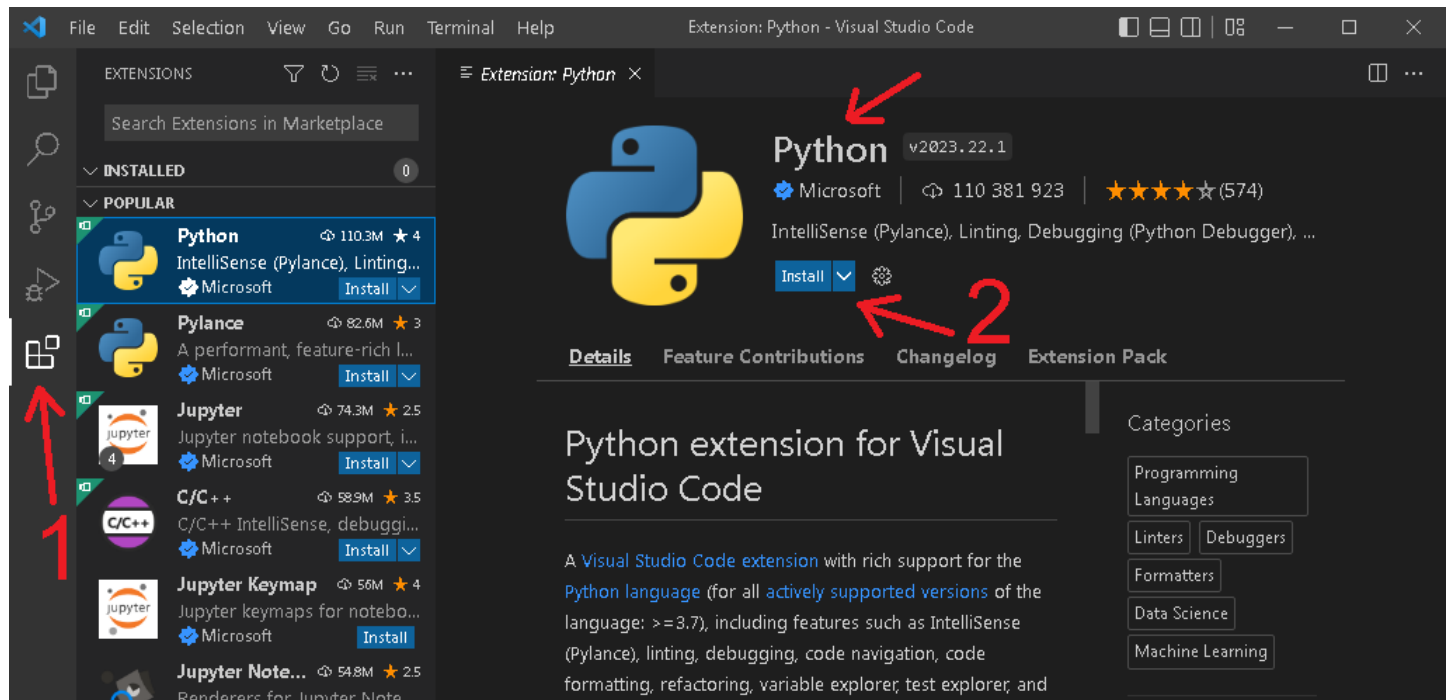 File Edit Selection View Go Run Terminal Help
Extension: Python - Visual Studio Code
EXTENSIONS
Search Extensions in Marketplace
INSTALLED 0
POPULAR
Python 110.3M 4
IntelliSense (Pylance), Linting...
Microsoft Install
Pylance 82.6M 3
A performant, feature-rich l...
Microsoft Install
jupyter
4
Jupyter 74.3M 2.5
Jupyter notebook support, i...
Microsoft Install
C/C++
C/C++ 58.9M 3.5
C/C++ IntelliSense, debuggi...
Microsoft Install
jupyter
Jupyter Keymap 56M 4
Jupyter keymaps for notebo...
Microsoft Install
Jupyter Note... 54.8M 2.5
Renderers for Jupyter Note
1
Extension: Python
Python v2023.22.1
Microsoft 110 381 923 (574)
IntelliSense (Pylance), Linting, Debugging (Python Debugger), ...
Install
2
Details Feature Contributions Changelog Extension Pack
Python extension for Visual
Studio Code
A Visual Studio Code extension with rich support for the
Python language (for all actively supported versions of the
language: >=3.7), including features such as IntelliSense
(Pylance), linting, debugging, code navigation, code
formatting, refactoring, variable explorer, test explorer, and
Categories
Programming
Languages
Linters Debuggers
Formatters
Data Science
Machine Learning